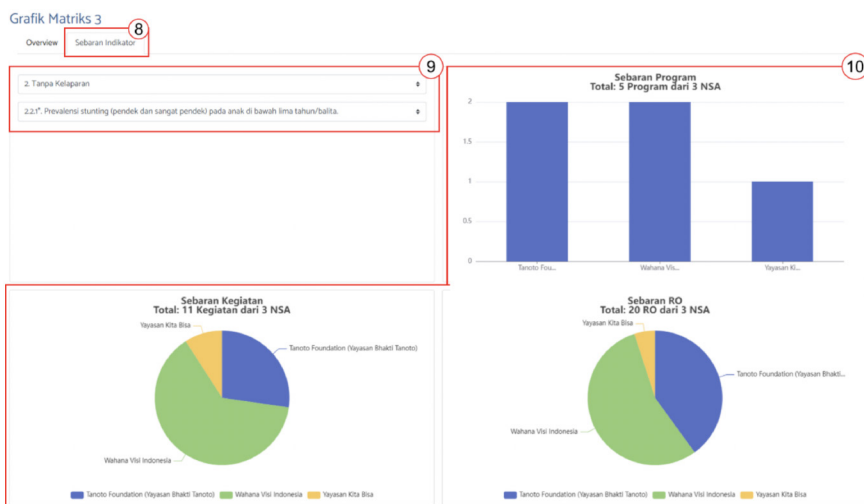 Grafik Matriks 3
8
Overview
Sebaran Indikator
9
2. Tanpa Kelaparan
2.2.1*. Prevalensi stunting (pendek dan sangat pendek) pada anak di bawah lima tahun/balita.
10
Sebaran Program
Total: 5 Program dari 3 NSA
2
1.5
1
0.5
0
Tanoto Fou...
Wahana Vis...
Yayasan Ki...
Sebaran Kegiatan
Total: 11 Kegiatan dari 3 NSA
Yayasan Kita Bisa
Tanoto Foundation (Yayasan Bhakti Tanoto)
Wahana Visi Indonesia
Tanoto Foundation (Yayasan Bhakti Tanoto) Wahana Visi Indonesia Yayasan Kita Bisa
Sebaran RO
Total: 20 RO dari 3 NSA
Yayasan Kita Bisa
Tanoto Foundation (Yayasan Bhakti...
Wahana Visi Indonesia
Tanoto Foundation (Yayasan Bhakti Tanoto) Wahana Visi Indonesia Yayasan Kita Bisa